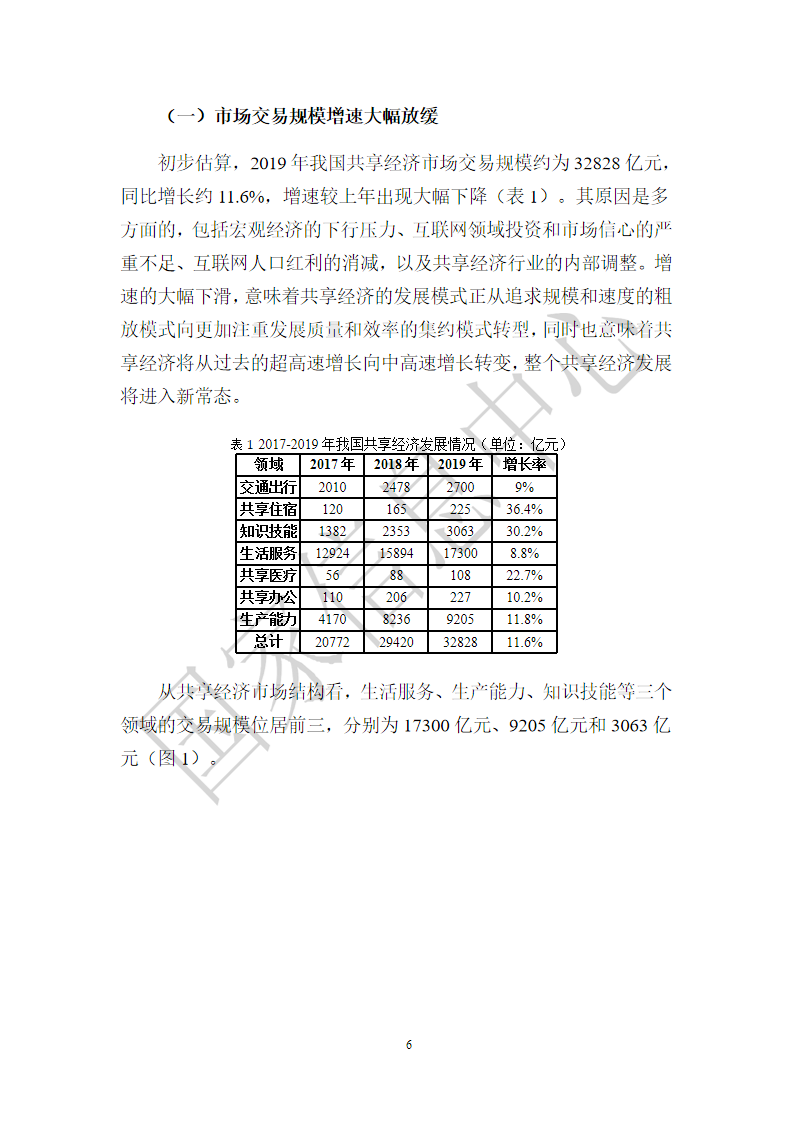 （一）市场交易规模增速大幅放缓
初步估算，2019 年我国共享经济市场交易规模约为 32828 亿元，
同比增长约 11.6%，增速较上年出现大幅下降（表 1）。其原因是多
方面的，包括宏观经济的下行压力、互联网领域投资和市场信心的严
重不足、互联网人口红利的消减，以及共享经济行业的内部调整。增
速的大幅下滑，意味着共享经济的发展模式正从追求规模和速度的粗
放模式向更加注重发展质量和效率的集约模式转型，同时也意味着共
享经济将从过去的超高速增长向中高速增长转变，整个共享经济发展
将进入新常态。
表 1 2017-2019 年我国共享经济发展情况（单位：亿元）
领域 2017 年 2018 年 2019 年 增长率
交通出行 2010 2478 2700 9%
共享住宿 120 165 225 36.4%
知识技能 1382 2353 3063 30.2%
生活服务 12924 15894 17300 8.8%
共享医疗 56 88 108 22.7%
共享办公 110 206 227 10.2%
生产能力 4170 8236 9205 11.8%
总计 20772 29420 32828 11.6%
从共享经济市场结构看，生活服务、生产能力、知识技能等三个
领域的交易规模位居前三，分别为 17300 亿元、9205 亿元和 3063 亿
元（图 1）。
国家信息中心
6